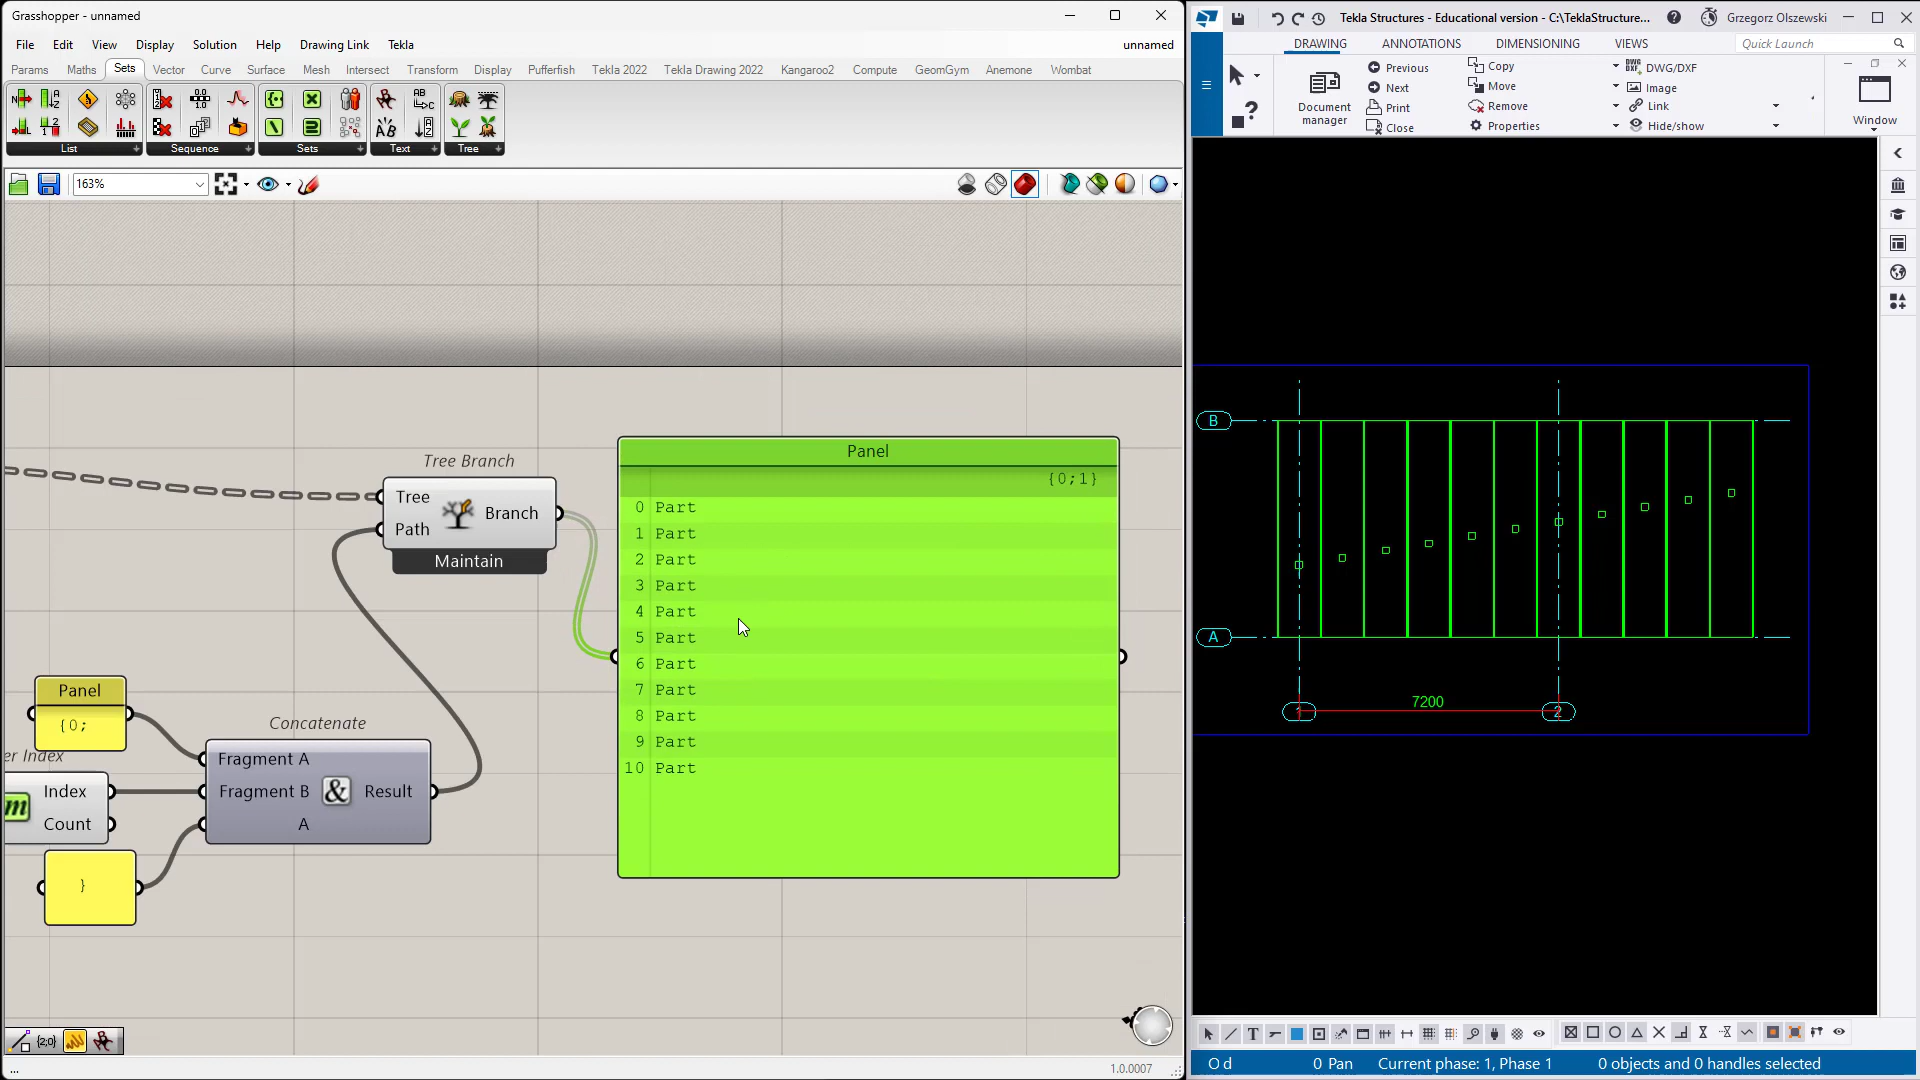 Grasshopper - unnamed
File Edit View Display Solution Help Drawing Link Tekla
unnamed
Params Maths Sets Vector Curve Surface Mesh Intersect Transform Display Pufferfish Tekla 2022 Tekla Drawing 2022 Kangaroo2 Compute GeomGym Anemone Wombat
List Sequence Sets Text Tree
163%
Tree Branch
Tree
Path
Branch
Maintain
Panel
{0;1}
0 Part
1 Part
2 Part
3 Part
4 Part
5 Part
6 Part
7 Part
8 Part
9 Part
10 Part
Panel
{0;
er Index
Index
Count
}
Concatenate
Fragment A
Fragment B
A
Result
1.0.0007
Tekla Structures - Educational version - C:\TeklaStructure...
Grzegorz Olszewski
DRAWING ANNOTATIONS DIMENSIONING VIEWS
Quick Launch
Document manager
Previous
Next
Print
Close
Copy
Move
Remove
Properties
DWG/DXF
Image
Link
Hide/show
Window
B
A
7200
1
2
O d
0 Pan
Current phase: 1, Phase 1
0 objects and 0 handles selected